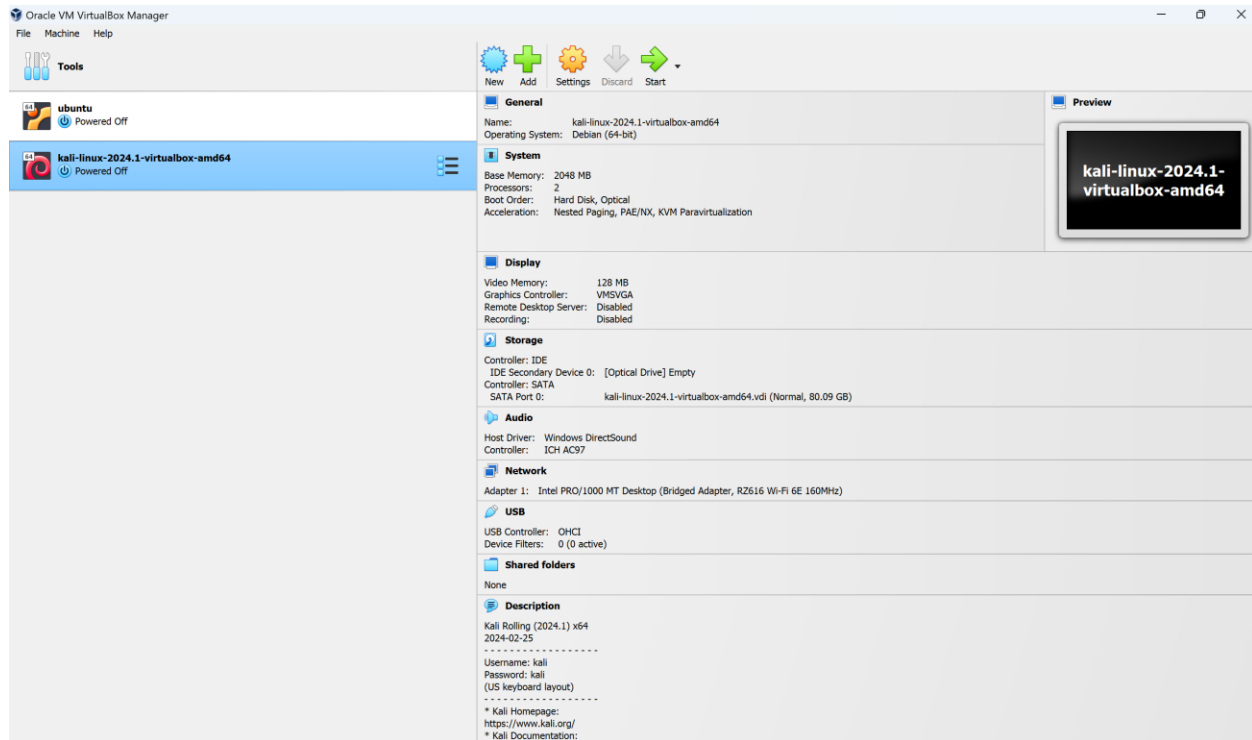 Oracle VM VirtualBox Manager
File Machine Help
Tools
New Add Settings Discard Start
64
ubuntu
Powered Off
64
kali-linux-2024.1-virtualbox-amd64
Powered Off
General
Name: kali-linux-2024.1-virtualbox-amd64
Operating System: Debian (64-bit)
System
Base Memory: 2048 MB
Processors: 2
Boot Order: Hard Disk, Optical
Acceleration: Nested Paging, PAE/NX, KVM Paravirtualization
Preview
kali-linux-2024.1-
virtualbox-amd64
Display
Video Memory: 128 MB
Graphics Controller: VMSVGA
Remote Desktop Server: Disabled
Recording: Disabled
Storage
Controller: IDE
IDE Secondary Device 0: [Optical Drive] Empty
Controller: SATA
SATA Port 0: kali-linux-2024.1-virtualbox-amd64.vdi (Normal, 80.09 GB)
Audio
Host Driver: Windows DirectSound
Controller: ICH AC97
Network
Adapter 1: Intel PRO/1000 MT Desktop (Bridged Adapter, RZ616 Wi-Fi 6E 160MHz)
USB
USB Controller: OHCI
Device Filters: 0 (0 active)
Shared folders
None
Description
Kali Rolling (2024.1) x64
2024-02-25
- - - - - - - - - - - - - - - - - -
Username: kali
Password: kali
(US keyboard layout)
- - - - - - - - - - - - - - - - - -
* Kali Homepage:
https://www.kali.org/
* Kali Documentation: